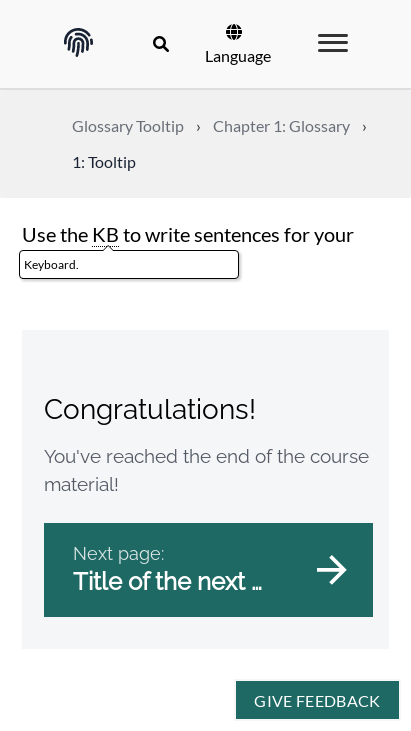 Language
Glossary Tooltip › Chapter 1: Glossary ›
1: Tooltip
Use the KB to write sentences for your
Keyboard.
Congratulations!
You've reached the end of the course
material!
Next page:
Title of the next ...
GIVE FEEDBACK